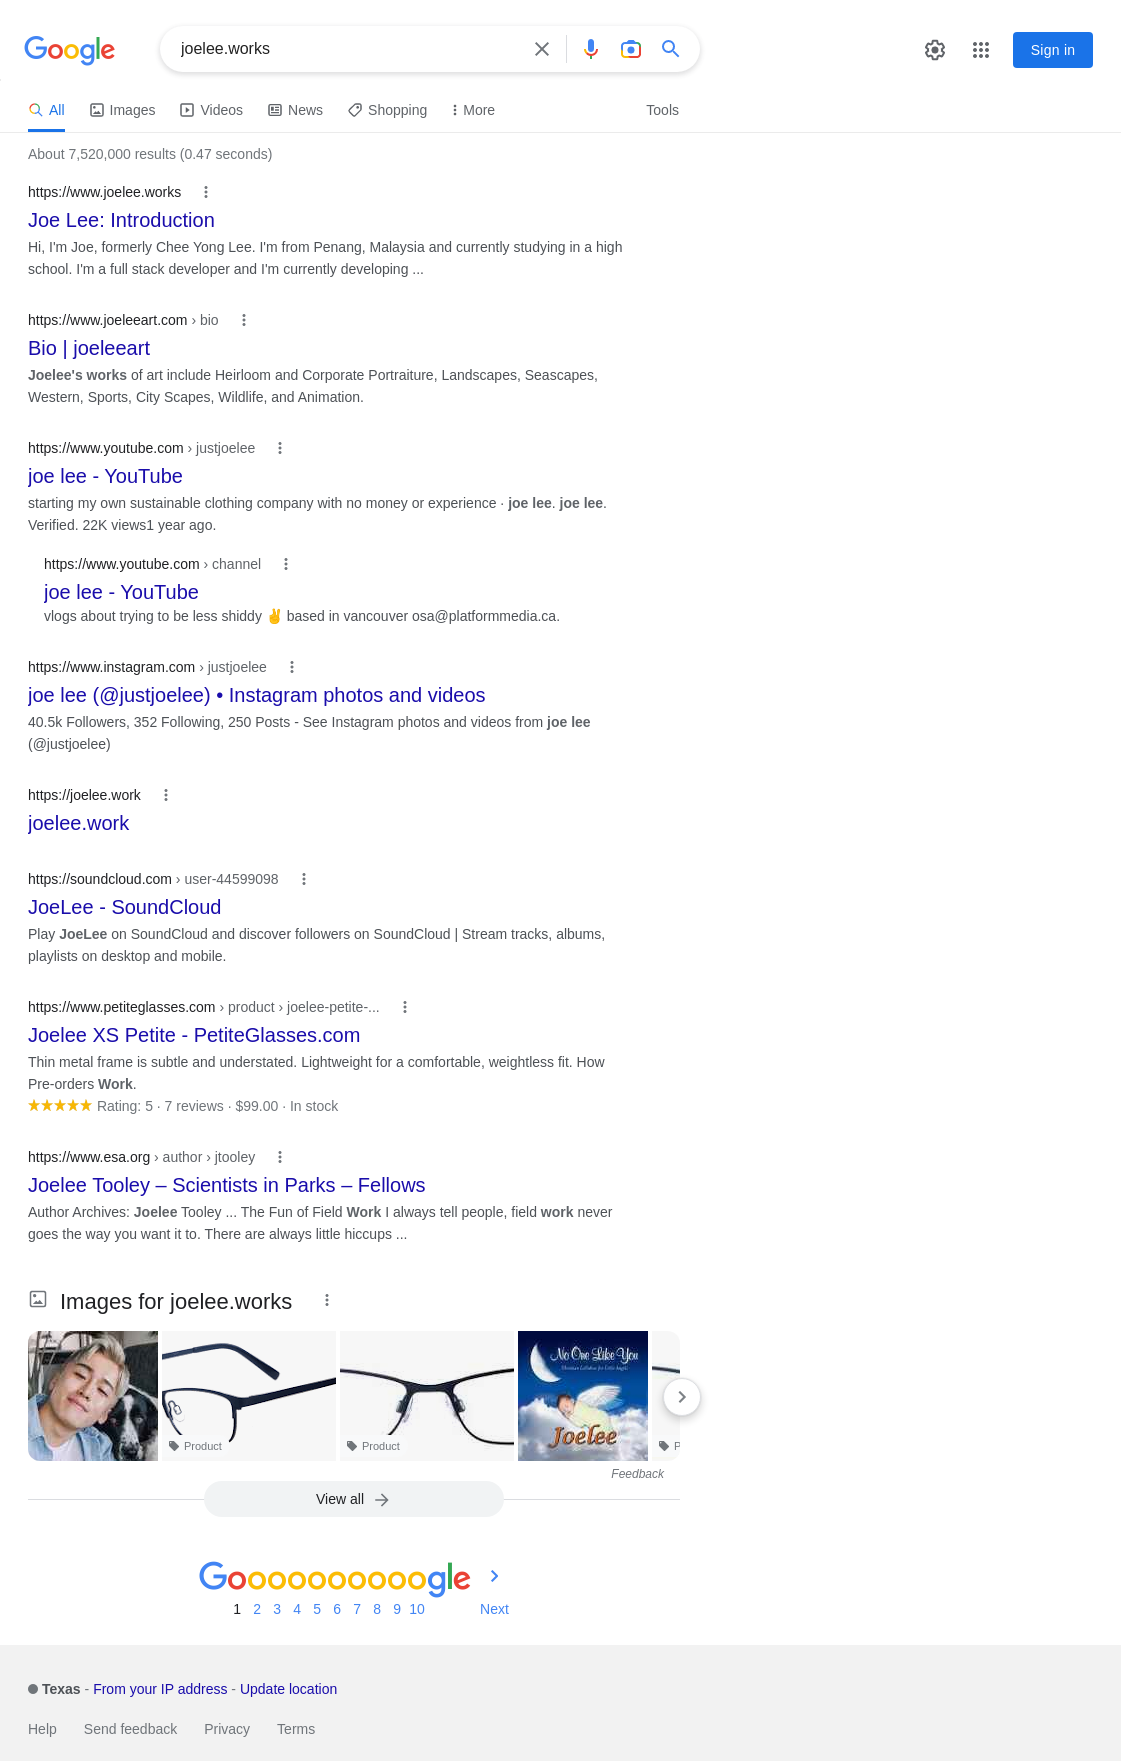 Google
joelee.works
Sign in
All
Images
Videos
News
Shopping
More
Tools
About 7,520,000 results (0.47 seconds)
https://www.joelee.works
Joe Lee: Introduction
Hi, I'm Joe, formerly Chee Yong Lee. I'm from Penang, Malaysia and currently studying in a high
school. I'm a full stack developer and I'm currently developing ...
https://www.joeleeart.com › bio
Bio | joeleeart
Joelee's works of art include Heirloom and Corporate Portraiture, Landscapes, Seascapes,
Western, Sports, City Scapes, Wildlife, and Animation.
https://www.youtube.com › justjoelee
joe lee - YouTube
starting my own sustainable clothing company with no money or experience · joe lee. joe lee.
Verified. 22K views1 year ago.
https://www.youtube.com › channel
joe lee - YouTube
vlogs about trying to be less shiddy ✌ based in vancouver osa@platformmedia.ca.
https://www.instagram.com › justjoelee
joe lee (@justjoelee) • Instagram photos and videos
40.5k Followers, 352 Following, 250 Posts - See Instagram photos and videos from joe lee
(@justjoelee)
https://joelee.work
joelee.work
https://soundcloud.com › user-44599098
JoeLee - SoundCloud
Play JoeLee on SoundCloud and discover followers on SoundCloud | Stream tracks, albums,
playlists on desktop and mobile.
https://www.petiteglasses.com › product › joelee-petite-...
Joelee XS Petite - PetiteGlasses.com
Thin metal frame is subtle and understated. Lightweight for a comfortable, weightless fit. How
Pre-orders Work.
★★★★★ Rating: 5 · 7 reviews · $99.00 · In stock
https://www.esa.org › author › jtooley
Joelee Tooley – Scientists in Parks – Fellows
Author Archives: Joelee Tooley ... The Fun of Field Work I always tell people, field work never
goes the way you want it to. There are always little hiccups ...
Images for joelee.works
No One Like You
Joelee
Product
Product
P
Feedback
View all
Goooooooooogle
1 2 3 4 5 6 7 8 9 10 Next
Texas - From your IP address - Update location
Help Send feedback Privacy Terms